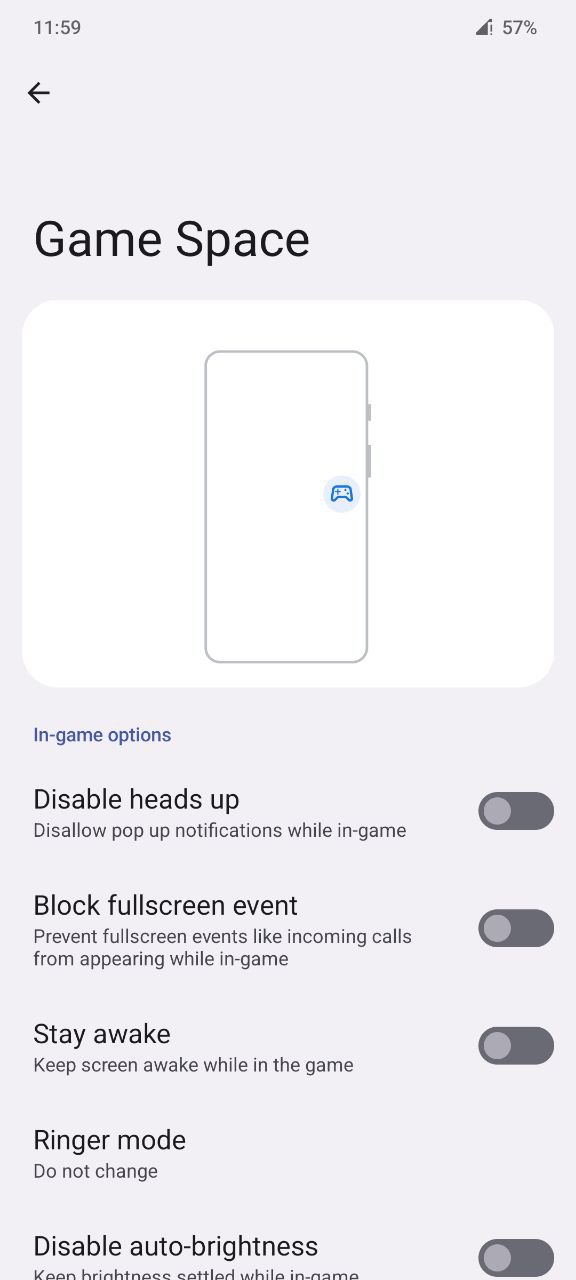 11:59
57%
Game Space
In-game options
Disable heads up
Disallow pop up notifications while in-game
Block fullscreen event
Prevent fullscreen events like incoming calls
from appearing while in-game
Stay awake
Keep screen awake while in the game
Ringer mode
Do not change
Disable auto-brightness
Keep brightness settled while in-game